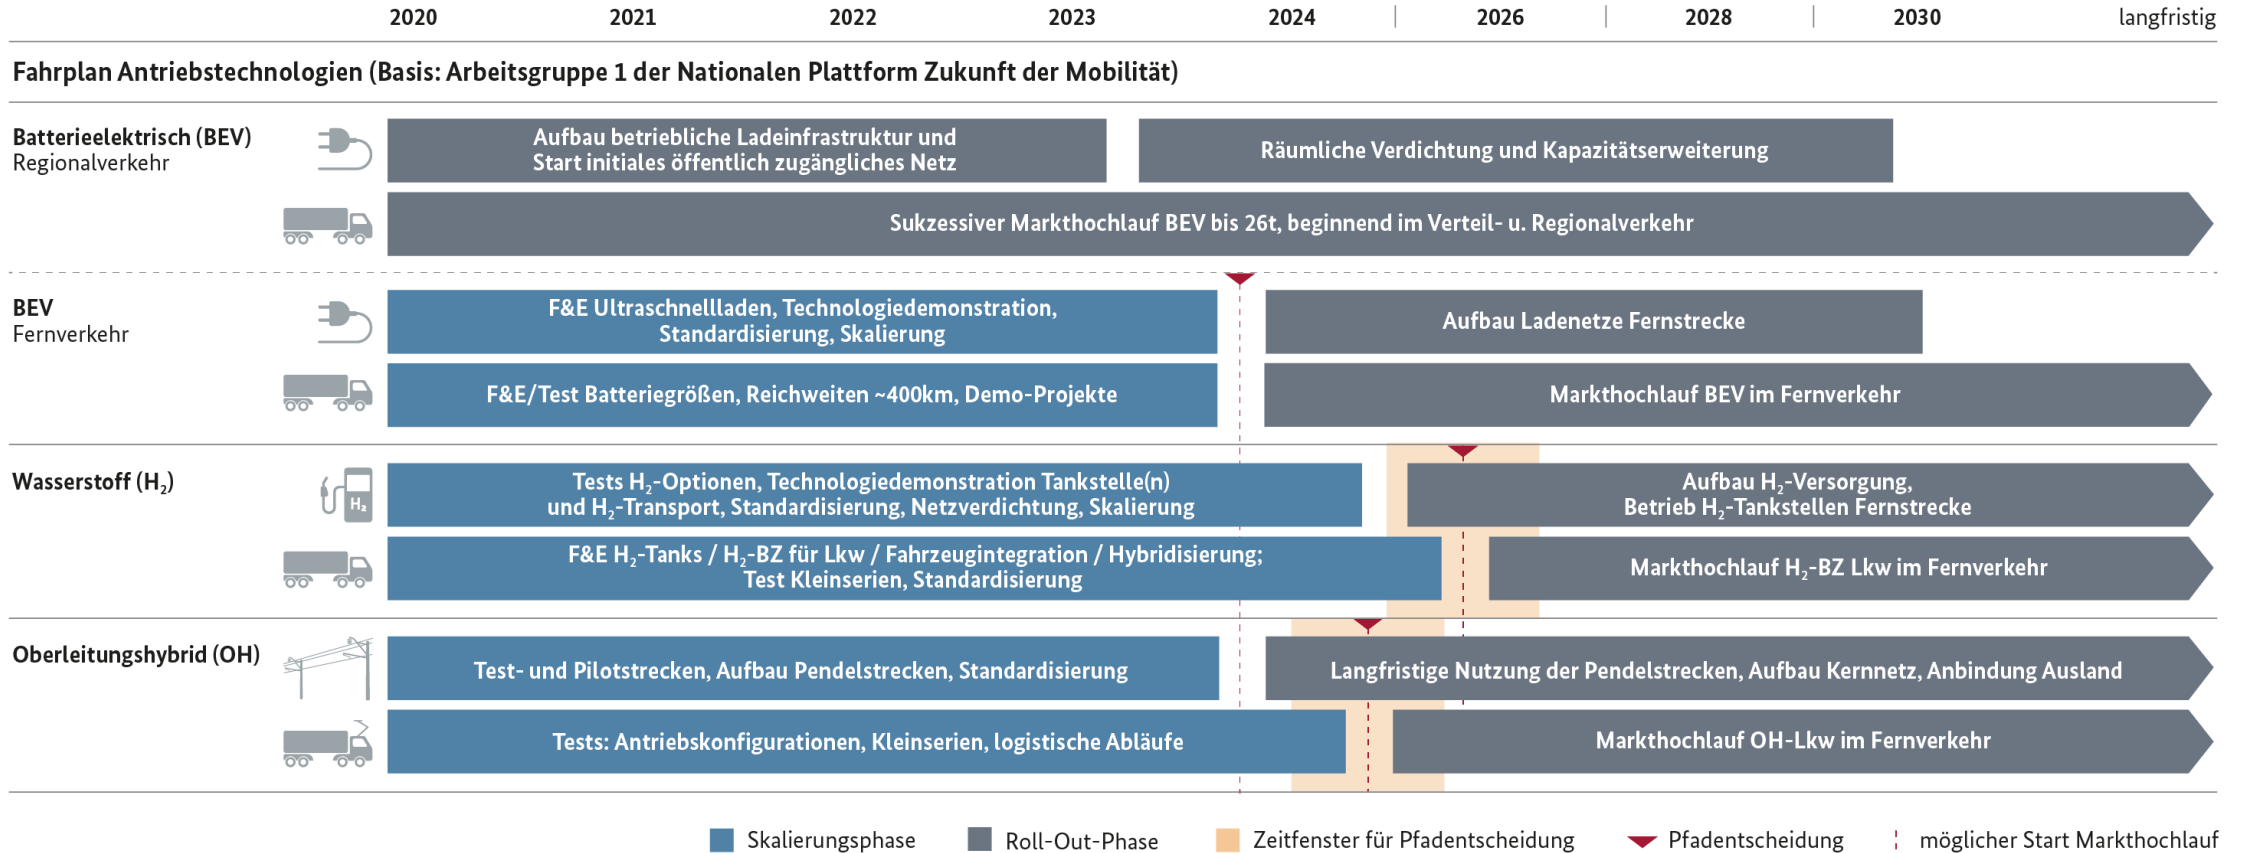 2020 2021 2022 2023 2024 2026 2028 2030 langfristig
Fahrplan Antriebstechnologien (Basis: Arbeitsgruppe 1 der Nationalen Plattform Zukunft der Mobilität)
Batterieelektrisch (BEV)
Regionalverkehr
Aufbau betriebliche Ladeinfrastruktur und
Start initiales öffentlich zugängliches Netz
Räumliche Verdichtung und Kapazitätserweiterung
Sukzessiver Markthochlauf BEV bis 26t, beginnend im Verteil- u. Regionalverkehr
BEV
Fernverkehr
F&E Ultraschnellladen, Technologiedemonstration,
Standardisierung, Skalierung
Aufbau Ladenetze Fernstrecke
F&E/Test Batteriegrößen, Reichweiten ~400km, Demo-Projekte
Markthochlauf BEV im Fernverkehr
Wasserstoff (H₂)
H₂
Tests H₂-Optionen, Technologiedemonstration Tankstelle(n)
und H₂-Transport, Standardisierung, Netzverdichtung, Skalierung
Aufbau H₂-Versorgung,
Betrieb H₂-Tankstellen Fernstrecke
F&E H₂-Tanks / H₂-BZ für Lkw / Fahrzeugintegration / Hybridisierung;
Test Kleinserien, Standardisierung
Markthochlauf H₂-BZ Lkw im Fernverkehr
Oberleitungshybrid (OH)
Test- und Pilotstrecken, Aufbau Pendelstrecken, Standardisierung
Langfristige Nutzung der Pendelstrecken, Aufbau Kernnetz, Anbindung Ausland
Tests: Antriebskonfigurationen, Kleinserien, logistische Abläufe
Markthochlauf OH-Lkw im Fernverkehr
Skalierungsphase Roll-Out-Phase Zeitfenster für Pfadentscheidung Pfadentscheidung möglicher Start Markthochlauf